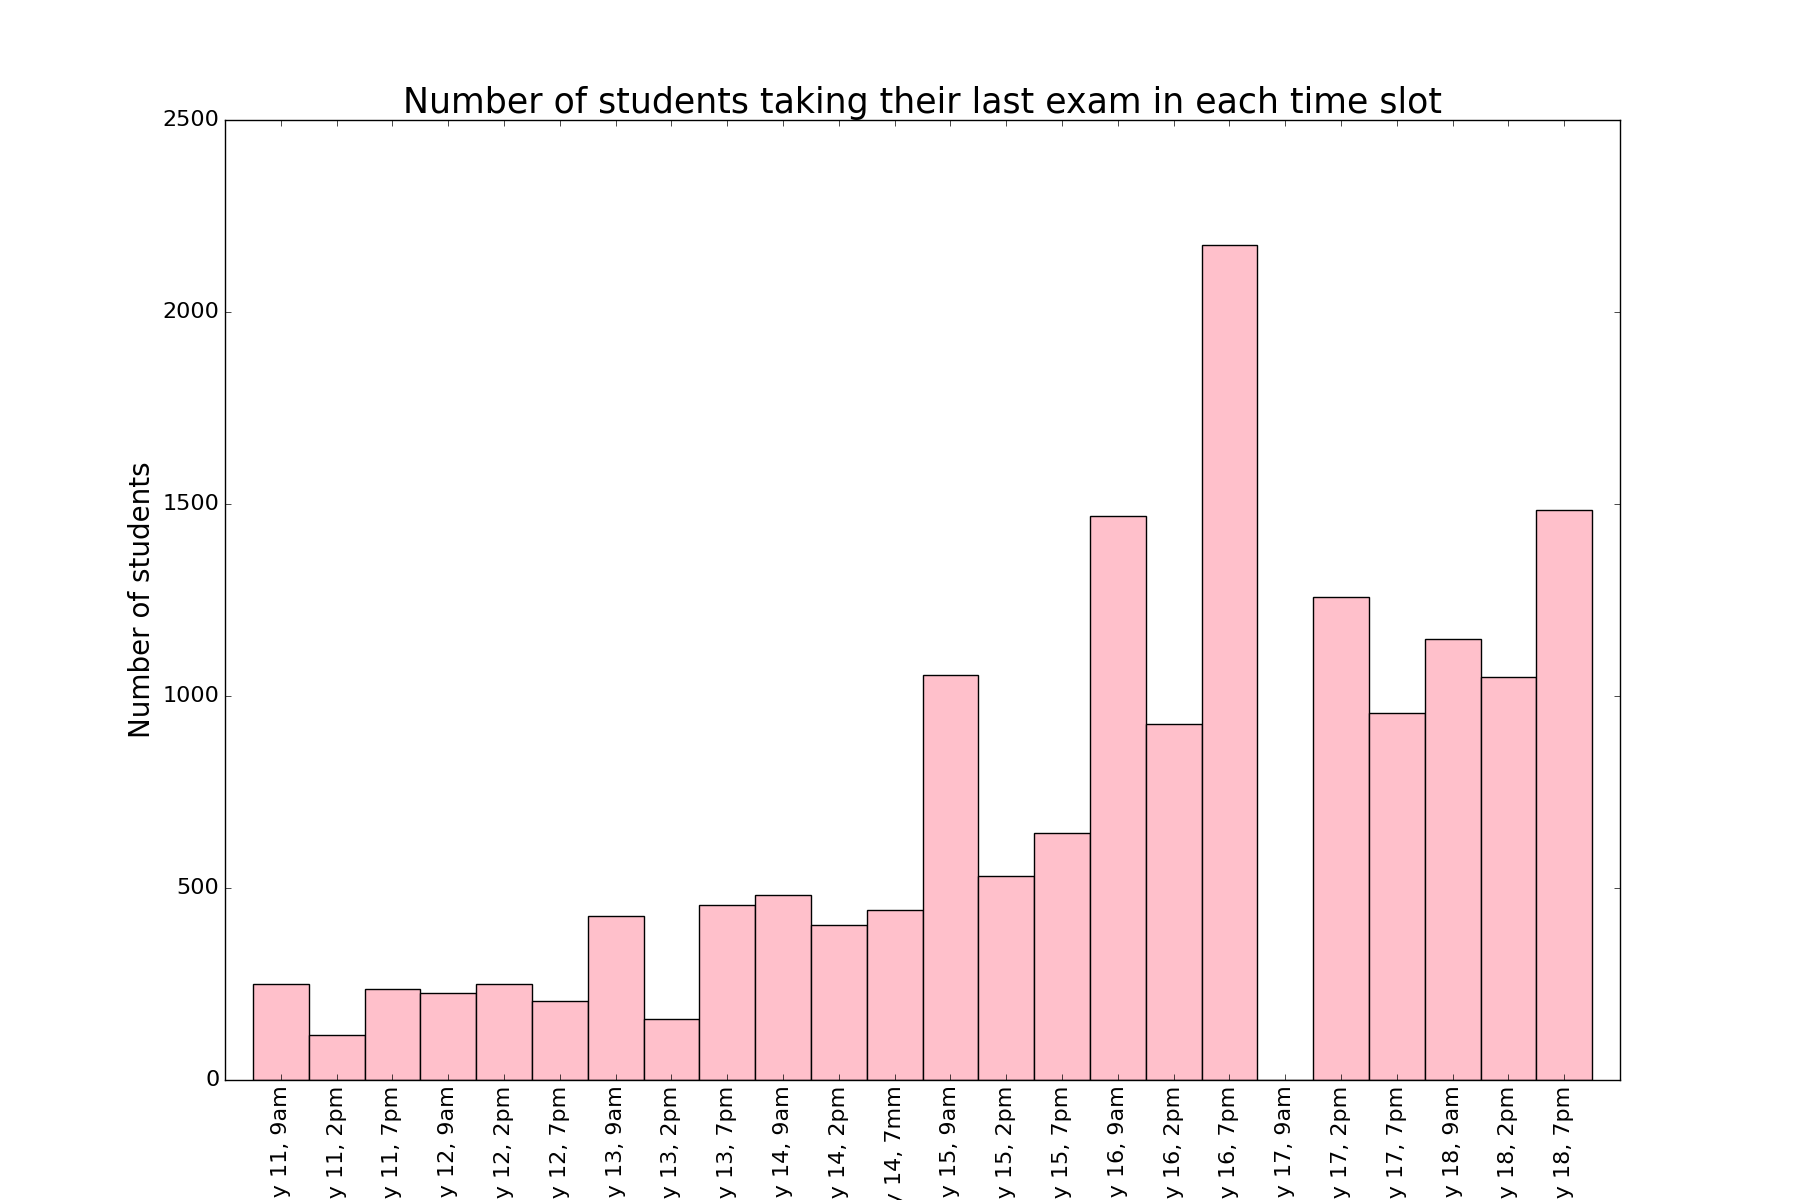 Number of students taking their last exam in each time slot
Number of students
2500
2000
1500
1000
500
0
y 11, 9am
y 11, 2pm
y 11, 7pm
y 12, 9am
y 12, 2pm
y 12, 7pm
y 13, 9am
y 13, 2pm
y 13, 7pm
y 14, 9am
y 14, 2pm
y 14, 7mm
y 15, 9am
y 15, 2pm
y 15, 7pm
y 16, 9am
y 16, 2pm
y 16, 7pm
y 17, 9am
y 17, 2pm
y 17, 7pm
y 18, 9am
y 18, 2pm
y 18, 7pm